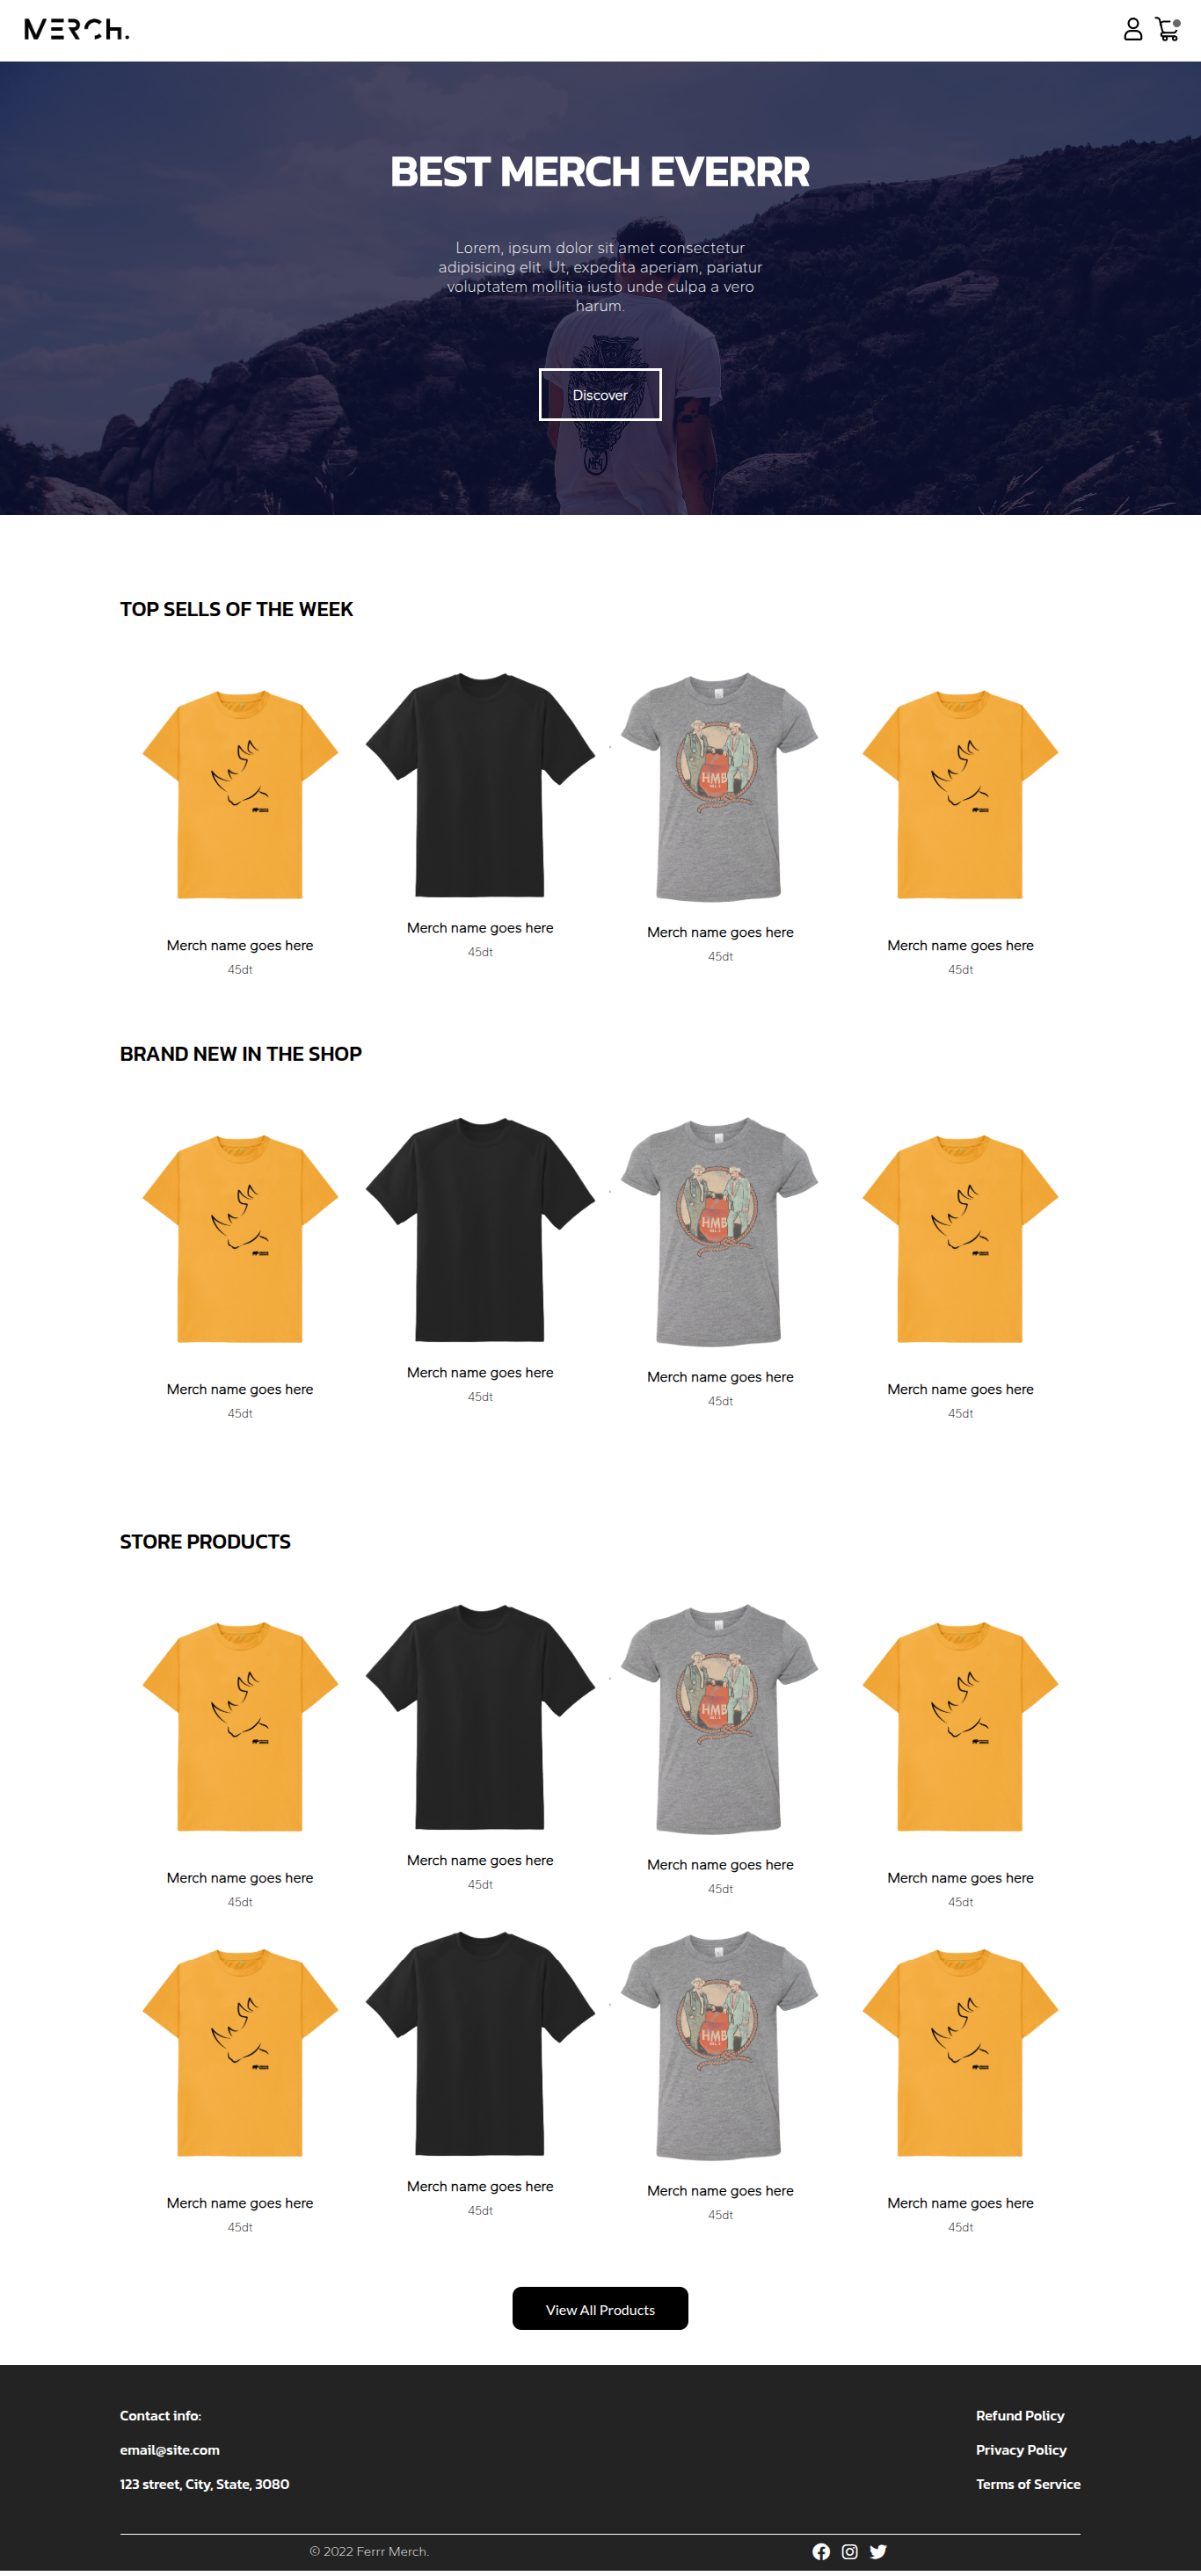 MERCH.
BEST MERCH EVERRR
Lorem, ipsum dolor sit amet consectetur
adipisicing elit. Ut, expedita aperiam, pariatur
voluptatem mollitia iusto unde culpa a vero
harum.
Discover
TOP SELLS OF THE WEEK
HMB
Merch name goes here
45dt
Merch name goes here
45dt
Merch name goes here
45dt
Merch name goes here
45dt
BRAND NEW IN THE SHOP
HMB
Merch name goes here
45dt
Merch name goes here
45dt
Merch name goes here
45dt
Merch name goes here
45dt
STORE PRODUCTS
HMB
Merch name goes here
45dt
Merch name goes here
45dt
Merch name goes here
45dt
Merch name goes here
45dt
HMB
Merch name goes here
45dt
Merch name goes here
45dt
Merch name goes here
45dt
Merch name goes here
45dt
View All Products
Contact info:
email@site.com
123 street, City, State, 3080
Refund Policy
Privacy Policy
Terms of Service
© 2022 Ferrr Merch.